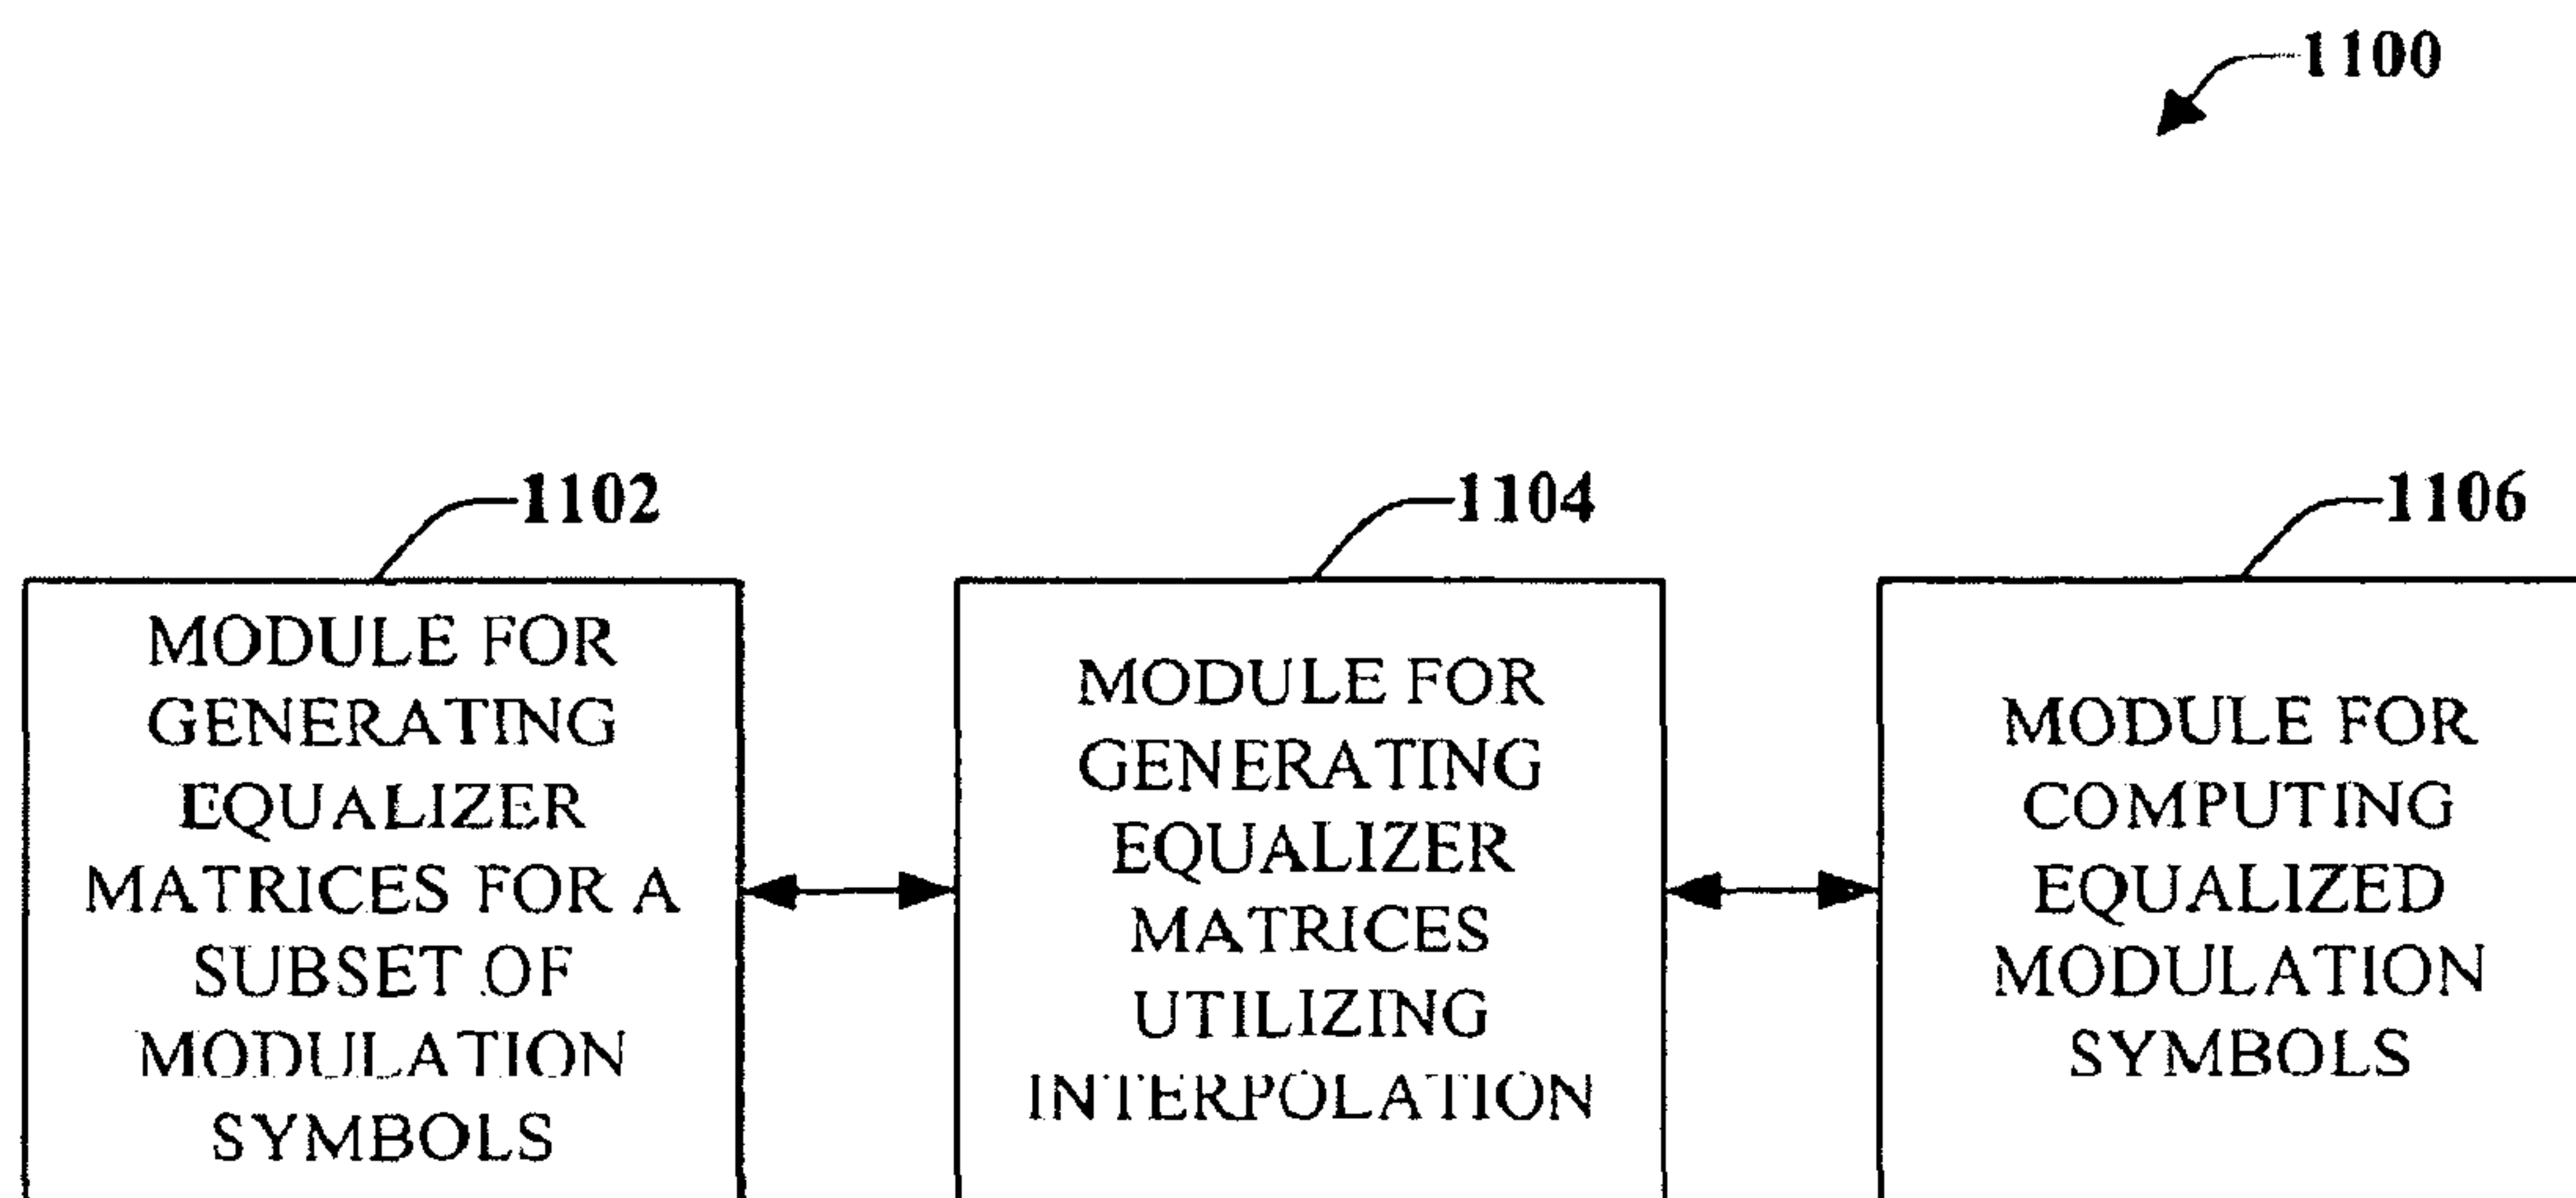 1100
1102
MODULE FOR
GENERATING
EQUALIZER
MATRICES FOR A
SUBSET OF
MODULATION
SYMBOLS
1104
MODULE FOR
GENERATING
EQUALIZER
MATRICES
UTILIZING
INTERPOLATION
1106
MODULE FOR
COMPUTING
EQUALIZED
MODULATION
SYMBOLS